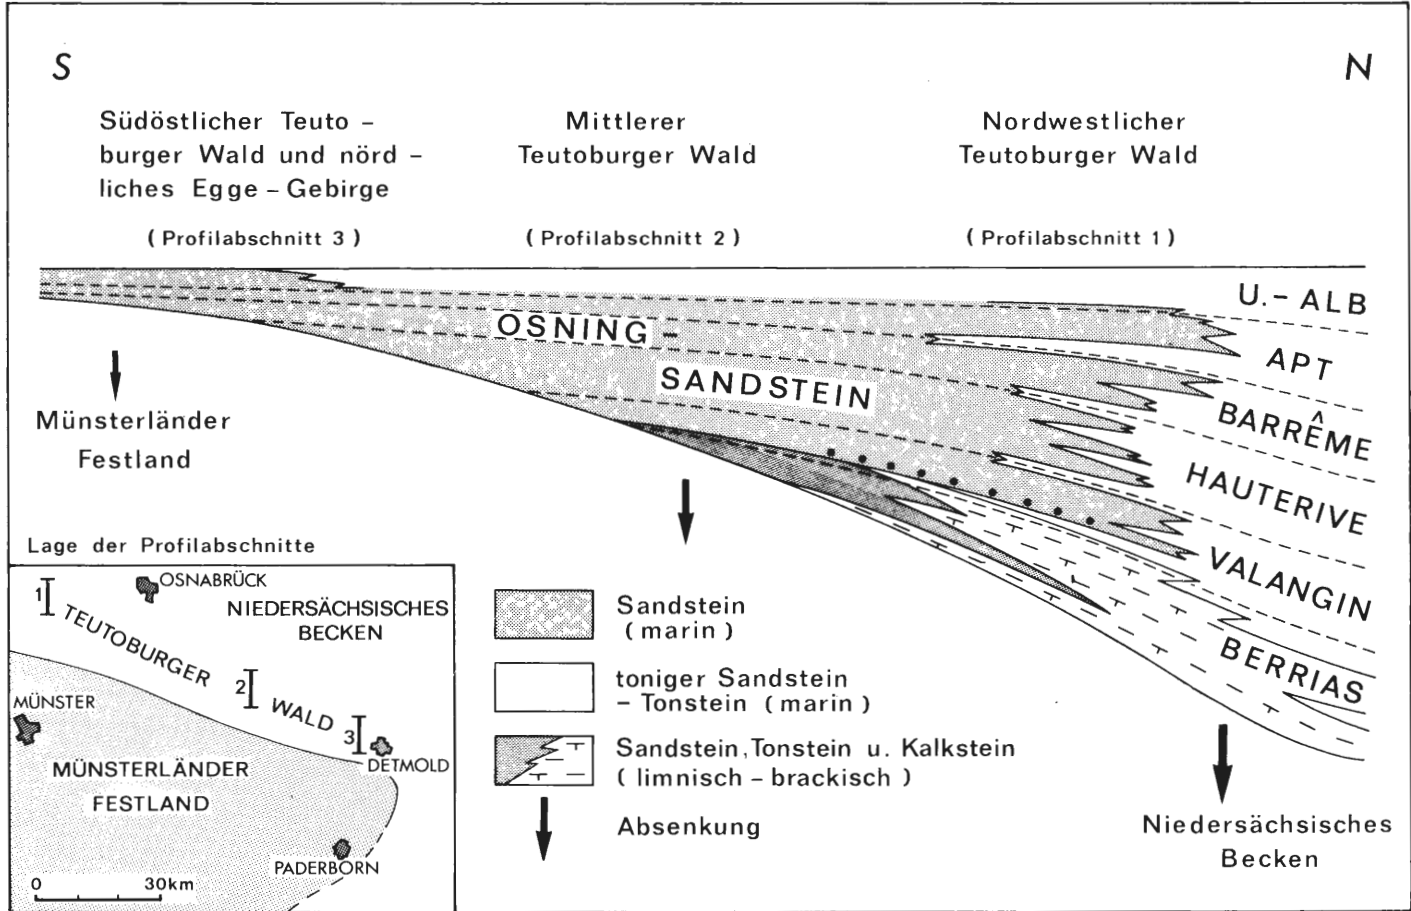 S
N
Südöstlicher Teuto –
burger Wald und nörd –
liches Egge – Gebirge
( Profilabschnitt 3 )
Mittlerer
Teutoburger Wald
( Profilabschnitt 2 )
Nordwestlicher
Teutoburger Wald
( Profilabschnitt 1 )
OSNING –
SANDSTEIN
U. – ALB
APT
BARRÊME
HAUTERIVE
VALANGIN
BERRIAS
Münsterländer
Festland
Niedersächsisches
Becken
Lage der Profilabschnitte
OSNABRÜCK
NIEDERSÄCHSISCHES
BECKEN
1
TEUTOBURGER
2
WALD
3
MÜNSTER
DETMOLD
MÜNSTERLÄNDER
FESTLAND
PADERBORN
0 30km
Sandstein
( marin )
toniger Sandstein
– Tonstein ( marin )
Sandstein, Tonstein u. Kalkstein
( limnisch – brackisch )
Absenkung